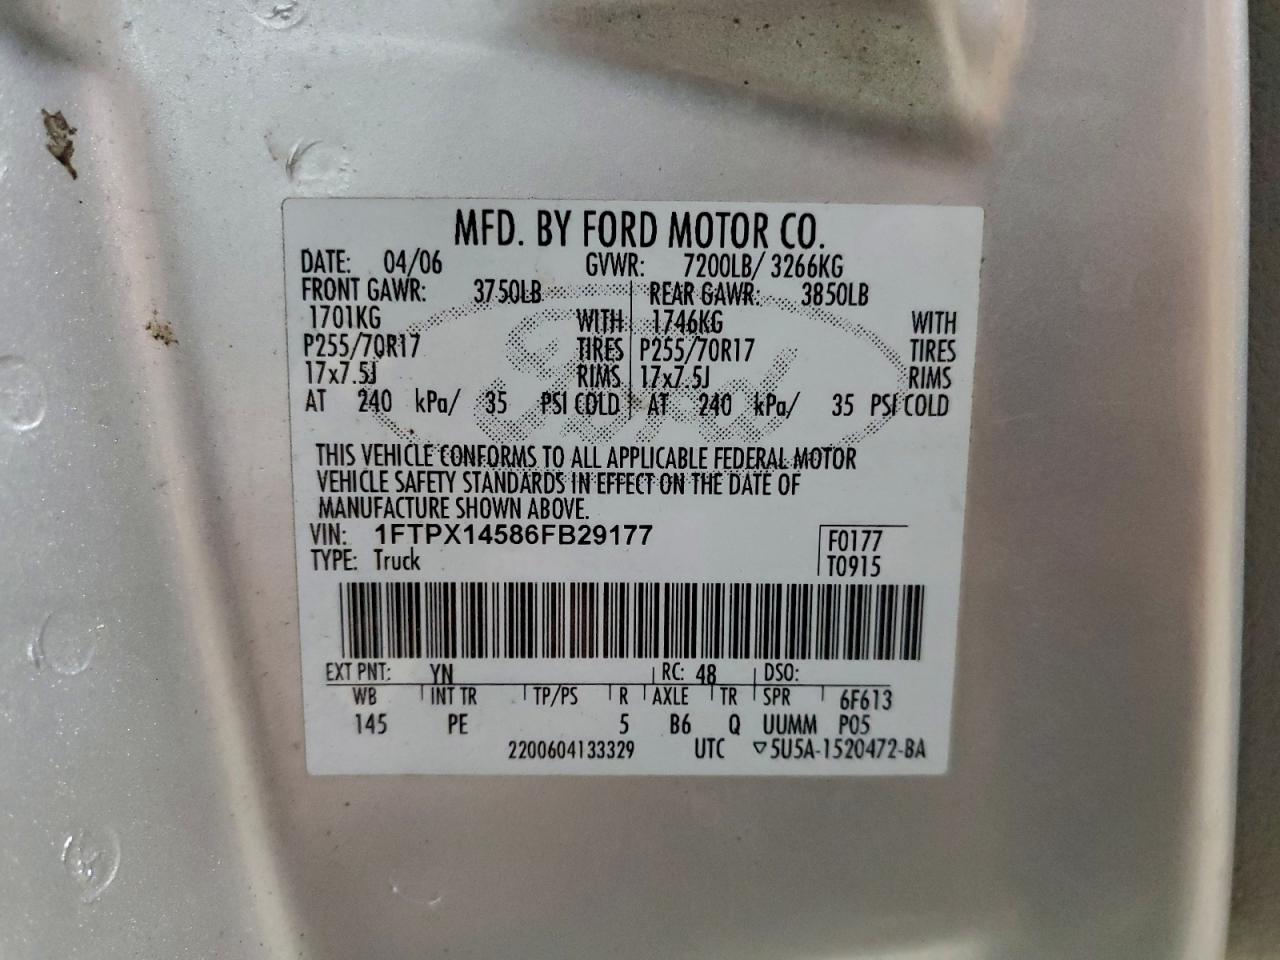 MFD. BY FORD MOTOR CO.
DATE: 04/06 GVWR: 7200LB/ 3266KG
FRONT GAWR: 3750LB REAR GAWR: 3850LB
1701KG WITH 1746KG WITH
P255/70R17 TIRES P255/70R17 TIRES
17x7.5J RIMS 17x7.5J RIMS
AT 240 kPa/ 35 PSI COLD AT 240 kPa/ 35 PSI COLD
Ford
THIS VEHICLE CONFORMS TO ALL APPLICABLE FEDERAL MOTOR
VEHICLE SAFETY STANDARDS IN EFFECT ON THE DATE OF
MANUFACTURE SHOWN ABOVE.
VIN: 1FTPX14586FB29177 F0177
TYPE: Truck T0915
EXT PNT: YN RC: 48 DSO:
WB INT TR TP/PS R AXLE TR SPR 6F613
145 PE 5 B6 Q UUMM P05
2200604133329 UTC ▽5U5A-1520472-BA